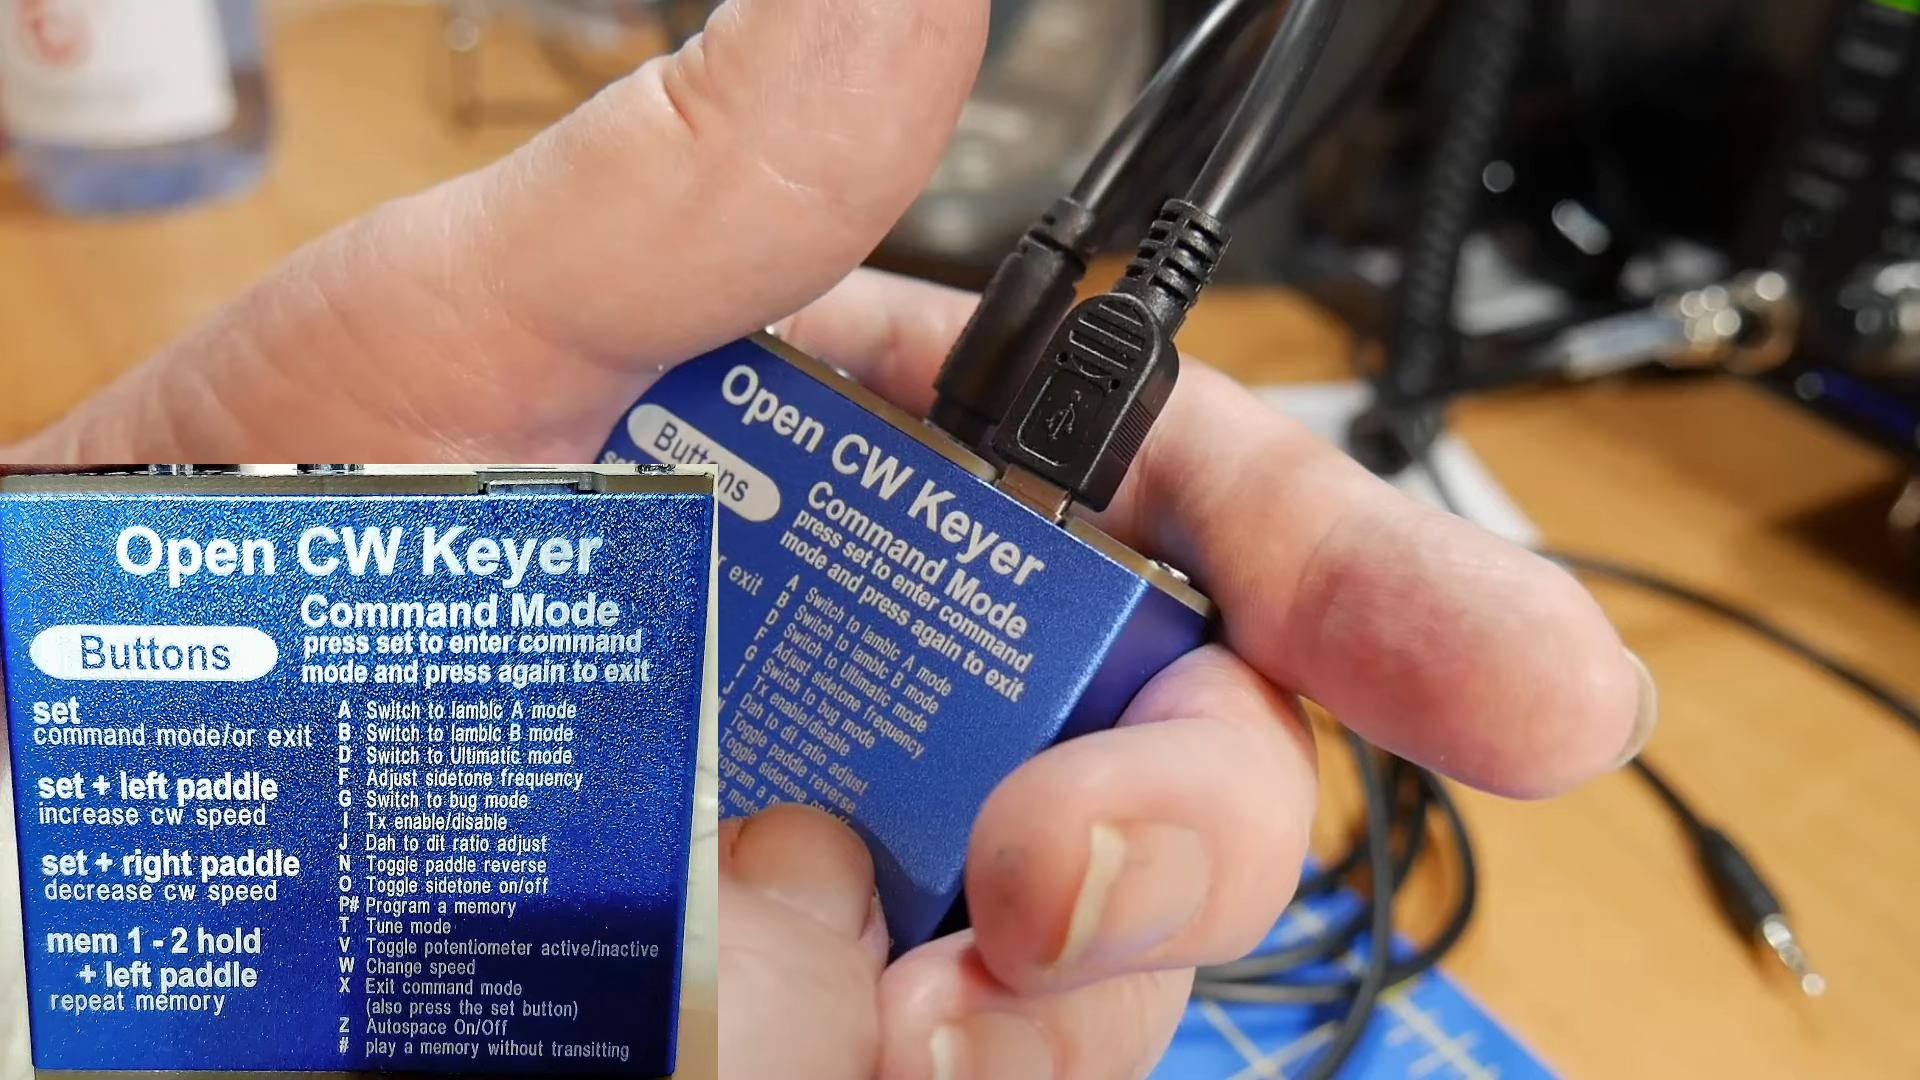 Open CW Keyer
Buttons
set
command mode/or exit
set + left paddle
increase cw speed
set + right paddle
decrease cw speed
mem 1 - 2 hold
+ left paddle
repeat memory
Command Mode
press set to enter command
mode and press again to exit
A Switch to Iambic A mode
B Switch to Iambic B mode
D Switch to Ultimatic mode
F Adjust sidetone frequency
G Switch to bug mode
I Tx enable/disable
J Dah to dit ratio adjust
N Toggle paddle reverse
O Toggle sidetone on/off
P# Program a memory
T Tune mode
V Toggle potentiometer active/inactive
W Change speed
X Exit command mode
(also press the set button)
Z Autospace On/Off
# play a memory without transitting
Open CW Keyer
Buttons
r exit
Command Mode
press set to enter command
mode and press again to exit
A Switch to Iambic A mode
B Switch to Iambic B mode
D Switch to Ultimatic mode
F Adjust sidetone frequency
G Switch to bug mode
I Tx enable/disable
J Dah to dit ratio adjust
Toggle paddle reverse
Toggle sidetone